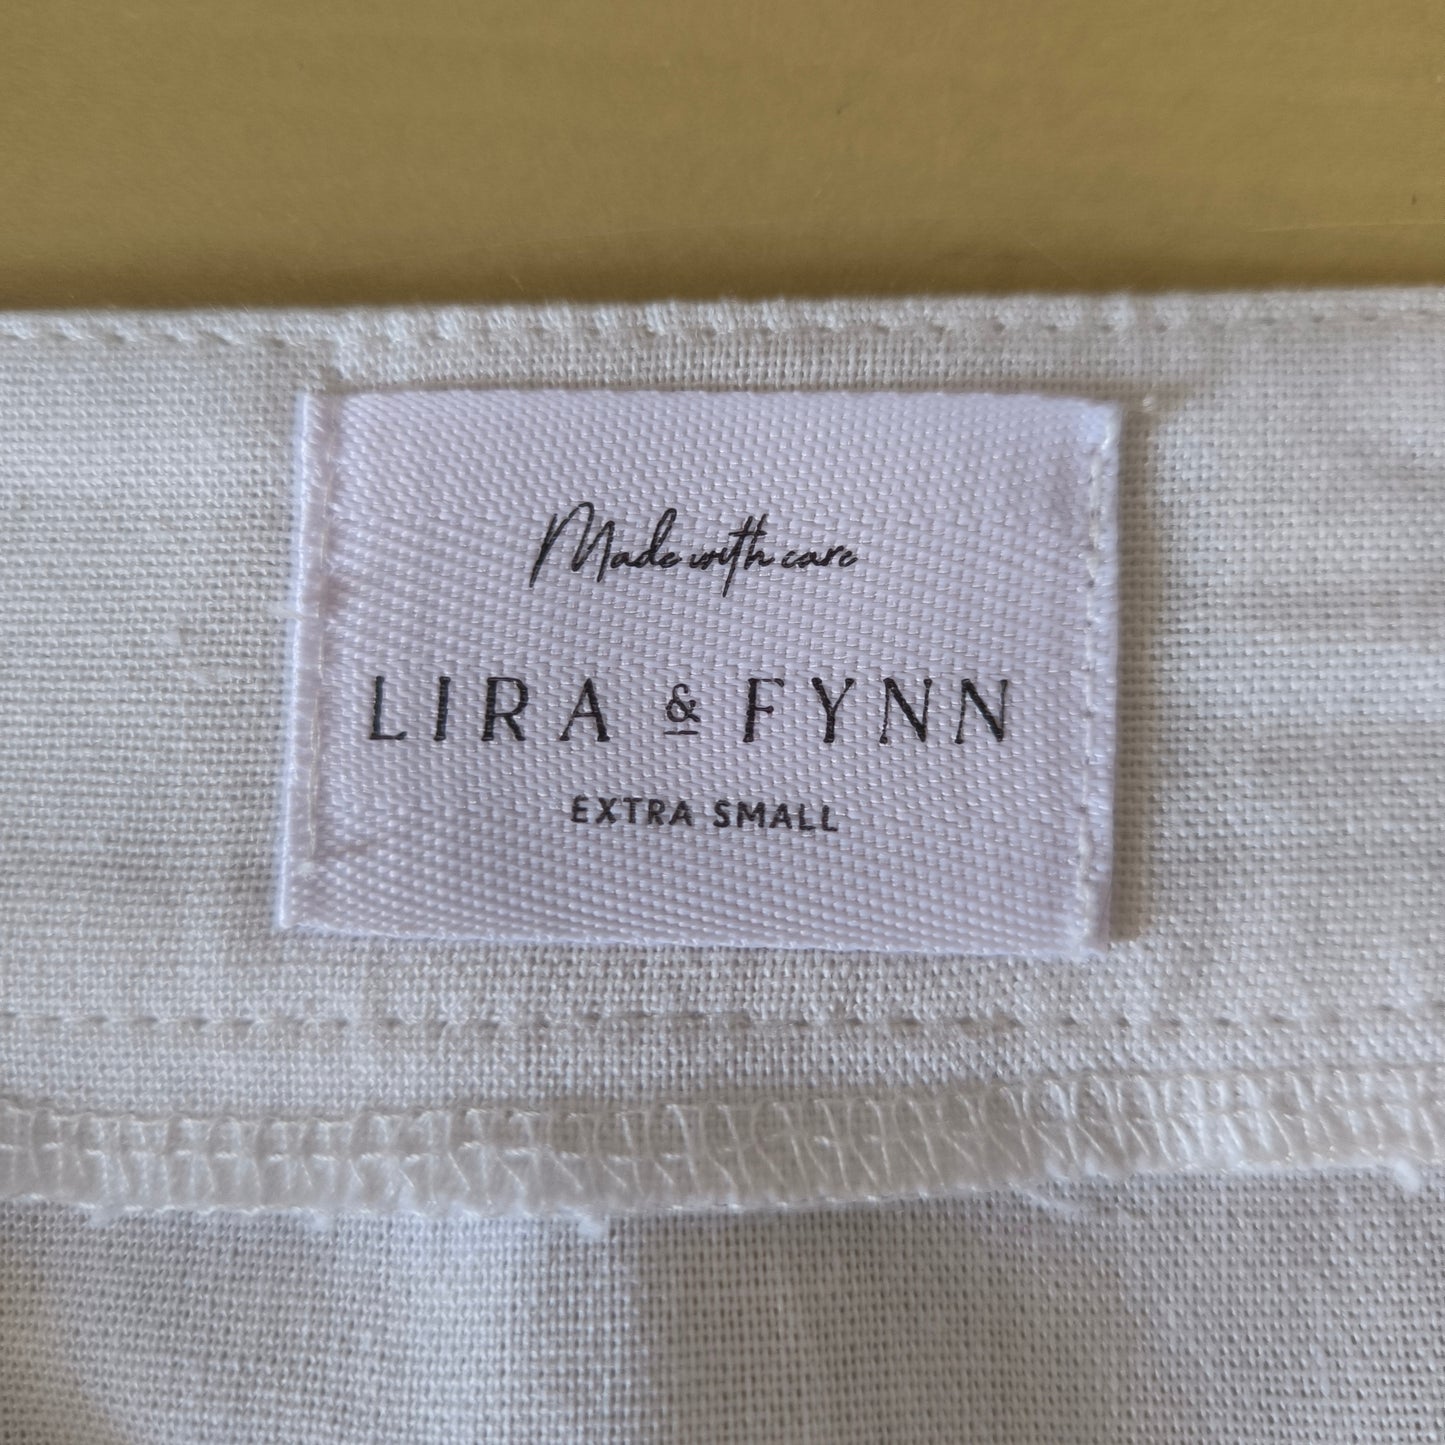 Made with care
LIRA & FYNN
EXTRA SMALL